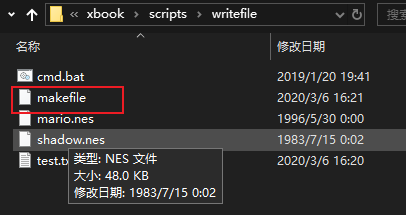 « xbook > scripts > writefile
搜索
名称 修改日期
cmd.bat 2019/1/20 19:41
makefile 2020/3/6 16:21
mario.nes 1996/5/30 0:00
shadow.nes 1983/7/15 0:02
test.t 2020/3/6 16:20
类型: NES 文件
大小: 48.0 KB
修改日期: 1983/7/15 0:02